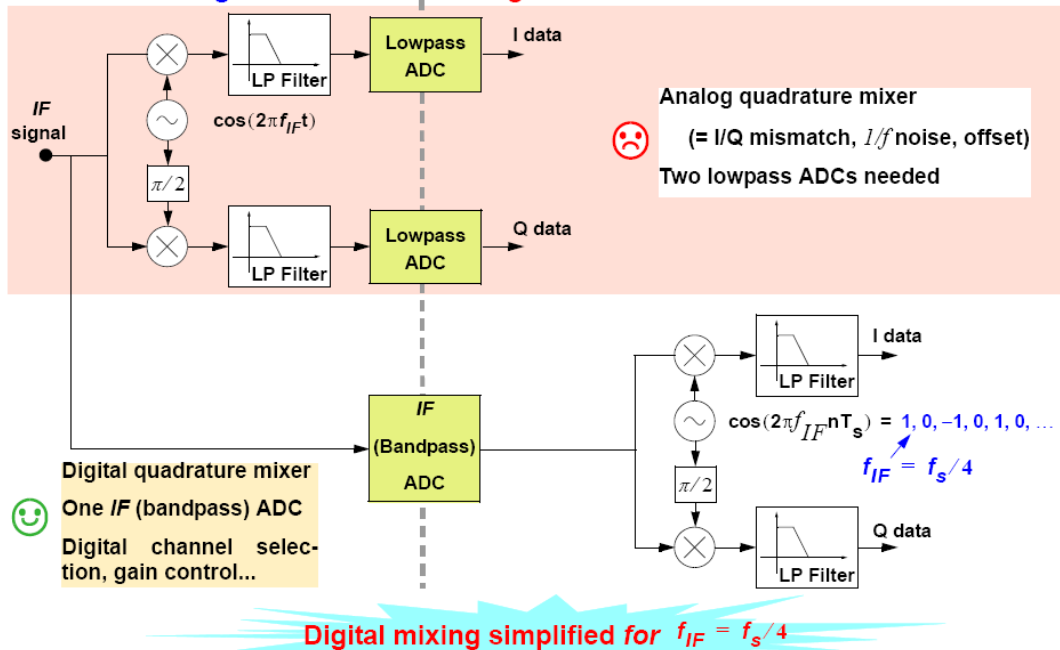 I data
Lowpass
ADC
LP Filter
IF
signal
cos(2πf_IF t)
π/2
Analog quadrature mixer
(= I/Q mismatch, 1/f noise, offset)
Two lowpass ADCs needed
Lowpass
ADC
Q data
LP Filter
I data
LP Filter
IF
(Bandpass)
ADC
cos(2πf_IF nT_s) = 1, 0, –1, 0, 1, 0, ...
f_IF = f_s/4
π/2
Digital quadrature mixer
One IF (bandpass) ADC
Digital channel selec-
tion, gain control...
Q data
LP Filter
Digital mixing simplified for f_IF = f_s/4